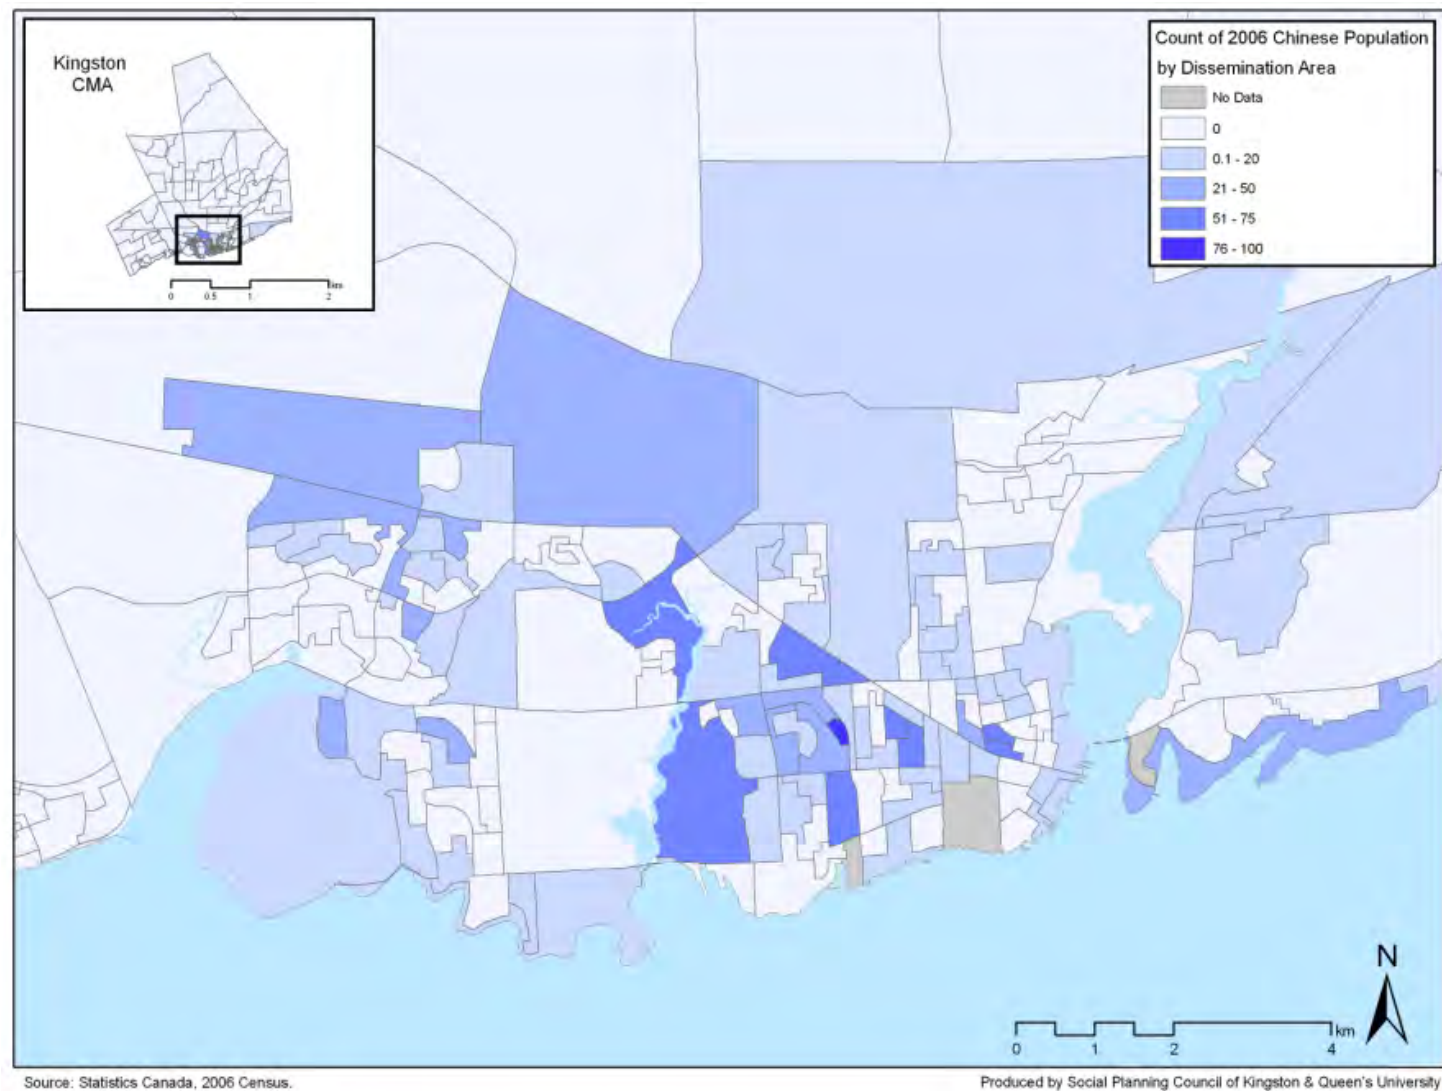 Kingston
CMA
0 0.5 1 2 km
Count of 2006 Chinese Population
by Dissemination Area
No Data
0
0.1 - 20
21 - 50
51 - 75
76 - 100
N
km
0 1 2 4
Source: Statistics Canada, 2006 Census.
Produced by Social Planning Council of Kingston & Queen's University